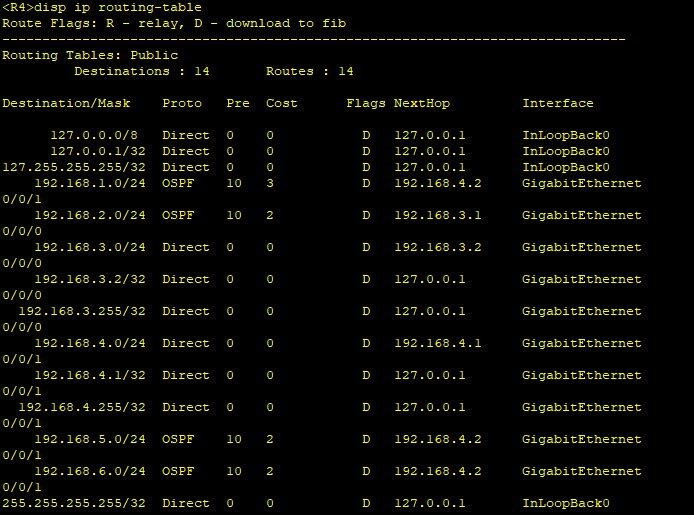 <R4>disp ip routing-table
Route Flags: R - relay, D - download to fib
------------------------------------------------------------------------------
Routing Tables: Public
         Destinations : 14       Routes : 14

Destination/Mask    Proto   Pre  Cost      Flags NextHop         Interface

      127.0.0.0/8   Direct  0    0           D   127.0.0.1       InLoopBack0
      127.0.0.1/32  Direct  0    0           D   127.0.0.1       InLoopBack0
127.255.255.255/32  Direct  0    0           D   127.0.0.1       InLoopBack0
    192.168.1.0/24  OSPF    10   3           D   192.168.4.2     GigabitEthernet
0/0/1
    192.168.2.0/24  OSPF    10   2           D   192.168.3.1     GigabitEthernet
0/0/0
    192.168.3.0/24  Direct  0    0           D   192.168.3.2     GigabitEthernet
0/0/0
    192.168.3.2/32  Direct  0    0           D   127.0.0.1       GigabitEthernet
0/0/0
  192.168.3.255/32  Direct  0    0           D   127.0.0.1       GigabitEthernet
0/0/0
    192.168.4.0/24  Direct  0    0           D   192.168.4.1     GigabitEthernet
0/0/1
    192.168.4.1/32  Direct  0    0           D   127.0.0.1       GigabitEthernet
0/0/1
  192.168.4.255/32  Direct  0    0           D   127.0.0.1       GigabitEthernet
0/0/1
    192.168.5.0/24  OSPF    10   2           D   192.168.4.2     GigabitEthernet
0/0/1
    192.168.6.0/24  OSPF    10   2           D   192.168.4.2     GigabitEthernet
0/0/1
255.255.255.255/32  Direct  0    0           D   127.0.0.1       InLoopBack0